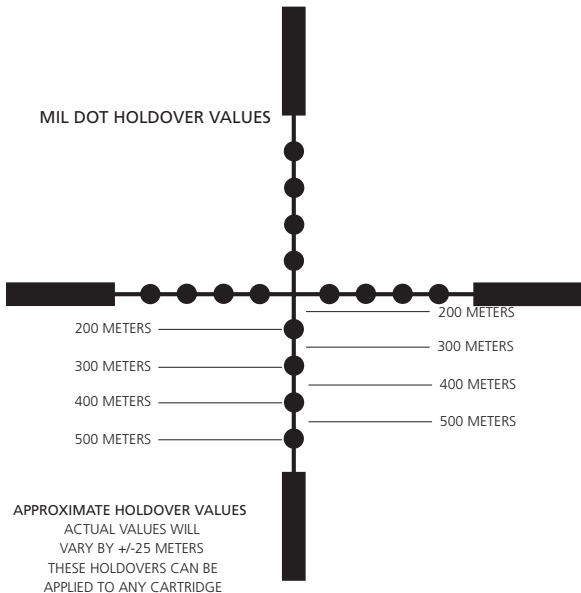 MIL DOT HOLDOVER VALUES
200 METERS
300 METERS
400 METERS
500 METERS
200 METERS
300 METERS
400 METERS
500 METERS
APPROXIMATE HOLDOVER VALUES
ACTUAL VALUES WILL
VARY BY +/-25 METERS
THESE HOLDOVERS CAN BE
APPLIED TO ANY CARTRIDGE